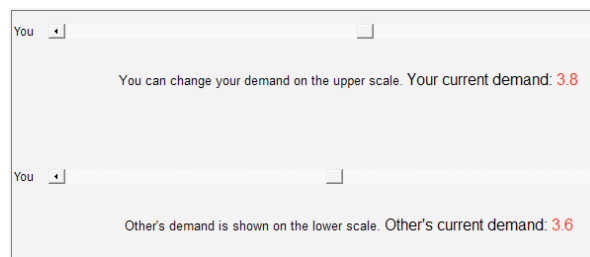 You
You can change your demand on the upper scale. Your current demand: 3.8
You
Other's demand is shown on the lower scale. Other's current demand: 3.6